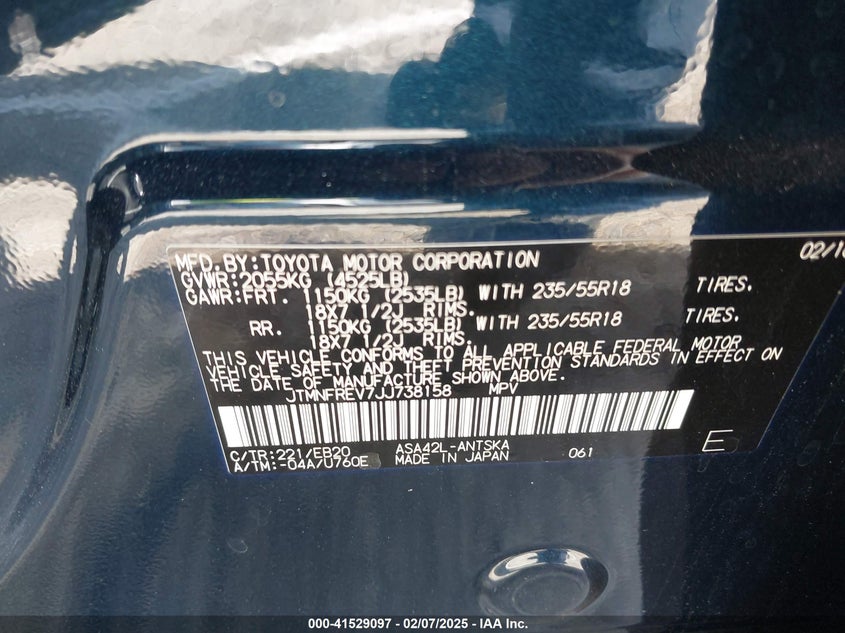 MFD.BY:TOYOTA MOTOR CORPORATION 02/18
GVWR:2055KG (4525LB)
GAWR:FRT. 1150KG (2535LB) WITH 235/55R18 TIRES.
18X7 1/2J RIMS.
RR. 1150KG (2535LB) WITH 235/55R18 TIRES.
18X7 1/2J RIMS.
THIS VEHICLE CONFORMS TO ALL APPLICABLE FEDERAL MOTOR
VEHICLE SAFETY AND THEFT PREVENTION STANDARDS IN EFFECT ON
THE DATE OF MANUFACTURE SHOWN ABOVE.
JTMNFREV7JJ738158 MPV
C/TR:221/EB20 ASA42L-ANTSKA E
A/TM:-04A/U760E MADE IN JAPAN 061
000-41529097 - 02/07/2025 - IAA Inc.